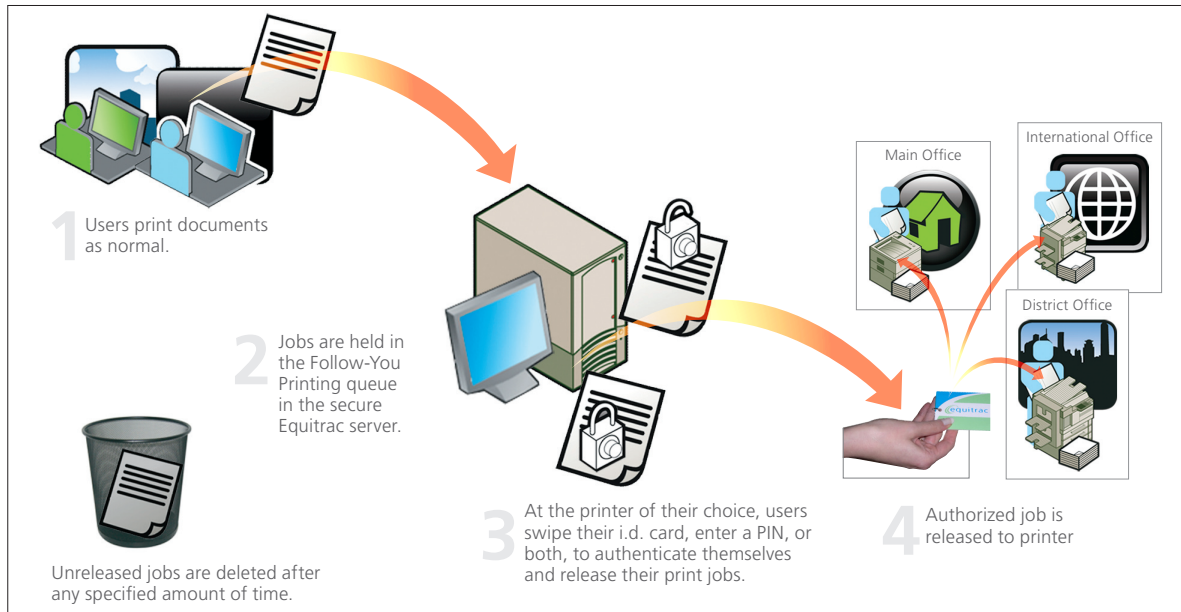 1
Users print documents
as normal.
2
Jobs are held in
the Follow-You
Printing queue
in the secure
Equitrac server.
Unreleased jobs are deleted after
any specified amount of time.
3
At the printer of their choice, users
swipe their i.d. card, enter a PIN, or
both, to authenticate themselves
and release their print jobs.
Main Office
International Office
District Office
equitrac
4
Authorized job is
released to printer